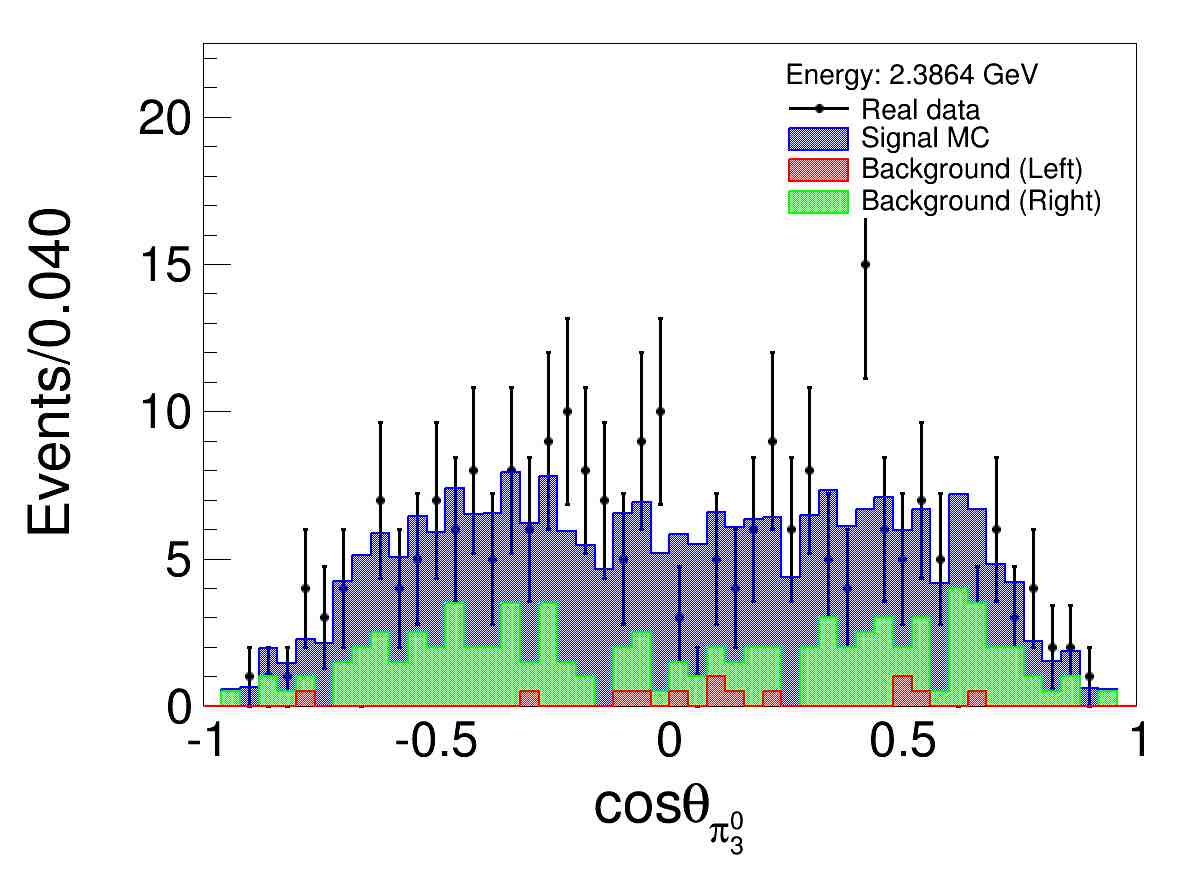 Energy: 2.3864 GeV
Real data
Signal MC
Background (Left)
Background (Right)
Events/0.040
20
15
10
5
0
-1 -0.5 0 0.5 1
cosθπ⁰₃